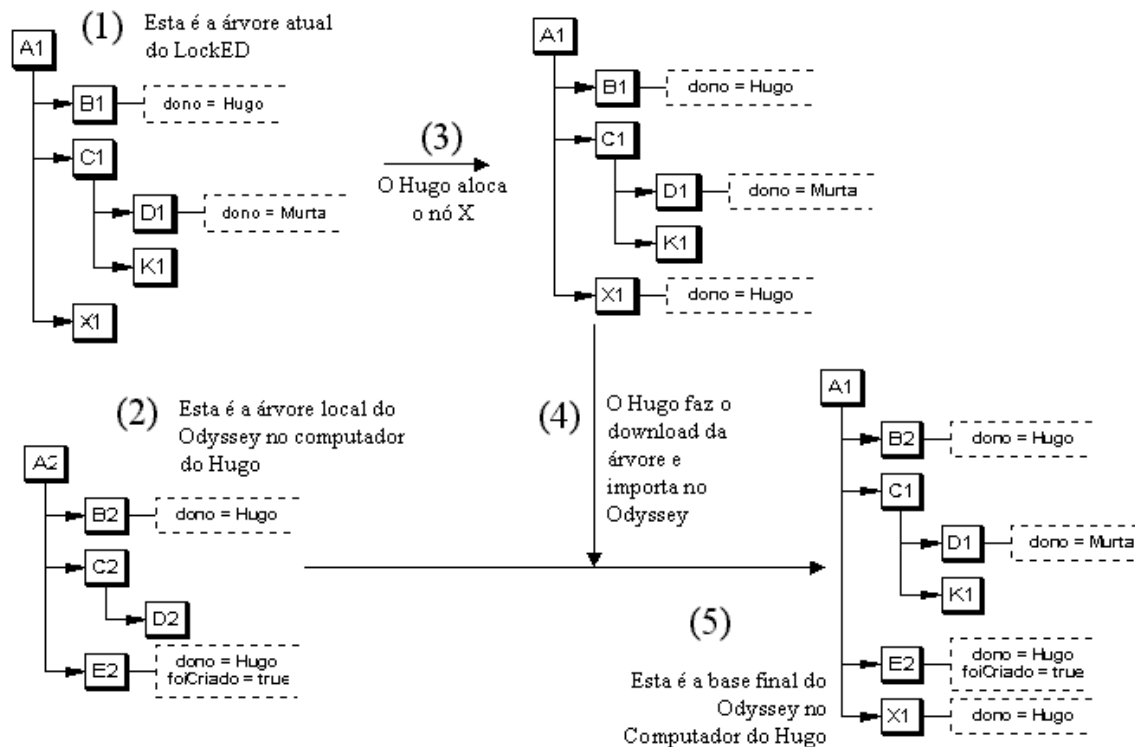 (1) Esta é a árvore atual
do LockED
A1
B1
dono = Hugo
C1
D1
dono = Murta
K1
X1
(3)
O Hugo aloca
o nó X
A1
B1
dono = Hugo
C1
D1
dono = Murta
K1
X1
dono = Hugo
(2) Esta é a árvore local do
Odyssey no computador
do Hugo
A2
B2
dono = Hugo
C2
D2
E2
dono = Hugo
foiCriado = true
(4) O Hugo faz o
download da
árvore e
importa no
Odyssey
A1
B2
dono = Hugo
C1
D1
dono = Murta
K1
E2
dono = Hugo
foiCriado = true
X1
dono = Hugo
(5)
Esta é a base final do
Odyssey no
Computador do Hugo